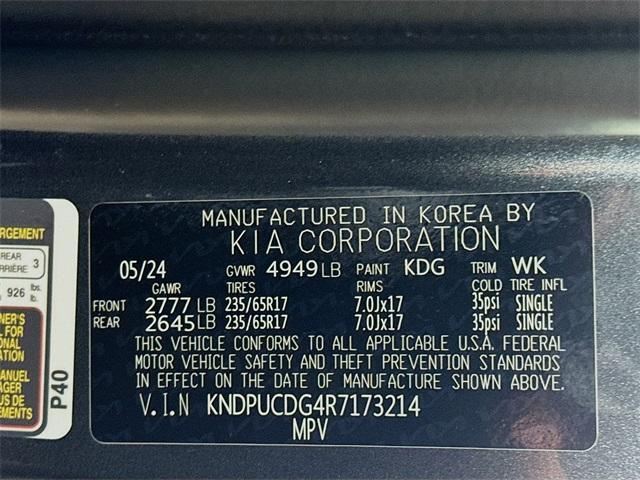 MANUFACTURED IN KOREA BY
KIA CORPORATION
05/24 GVWR 4949 LB PAINT KDG TRIM WK
GAWR TIRES RIMS COLD TIRE INFL
FRONT 2777 LB 235/65R17 7.0Jx17 35psi SINGLE
REAR 2645 LB 235/65R17 7.0Jx17 35psi SINGLE
THIS VEHICLE CONFORMS TO ALL APPLICABLE U.S.A. FEDERAL
MOTOR VEHICLE SAFETY AND THEFT PREVENTION STANDARDS
IN EFFECT ON THE DATE OF MANUFACTURE SHOWN ABOVE.
V.I.N KNDPUCDG4R7173214
MPV
REAR 3
926 lbs.
P40